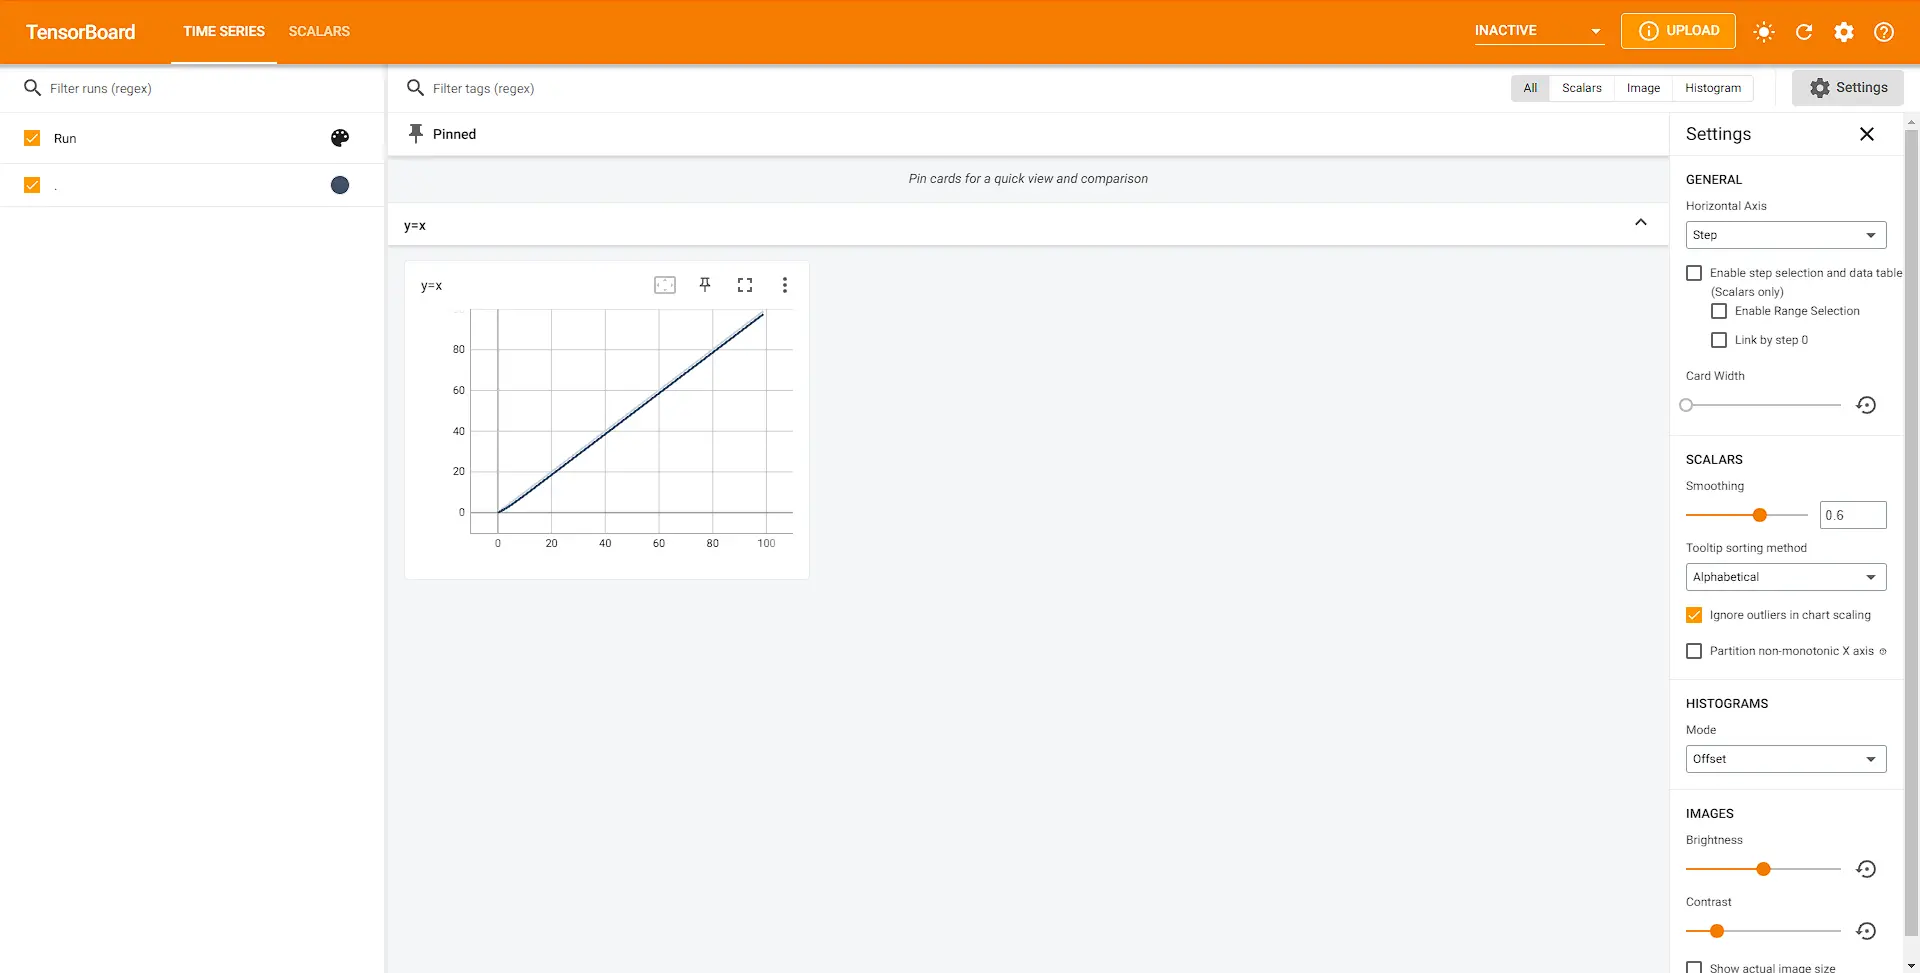 TensorBoard TIME SERIES SCALARS INACTIVE UPLOAD
Filter runs (regex)
Run
.
Filter tags (regex)
All Scalars Image Histogram Settings
Pinned
Pin cards for a quick view and comparison
y=x
y=x
80
60
40
20
0
0 20 40 60 80 100
Settings
GENERAL
Horizontal Axis
Step
Enable step selection and data table
(Scalars only)
Enable Range Selection
Link by step 0
Card Width
SCALARS
Smoothing
0.6
Tooltip sorting method
Alphabetical
Ignore outliers in chart scaling
Partition non-monotonic X axis
HISTOGRAMS
Mode
Offset
IMAGES
Brightness
Contrast
Show actual image size